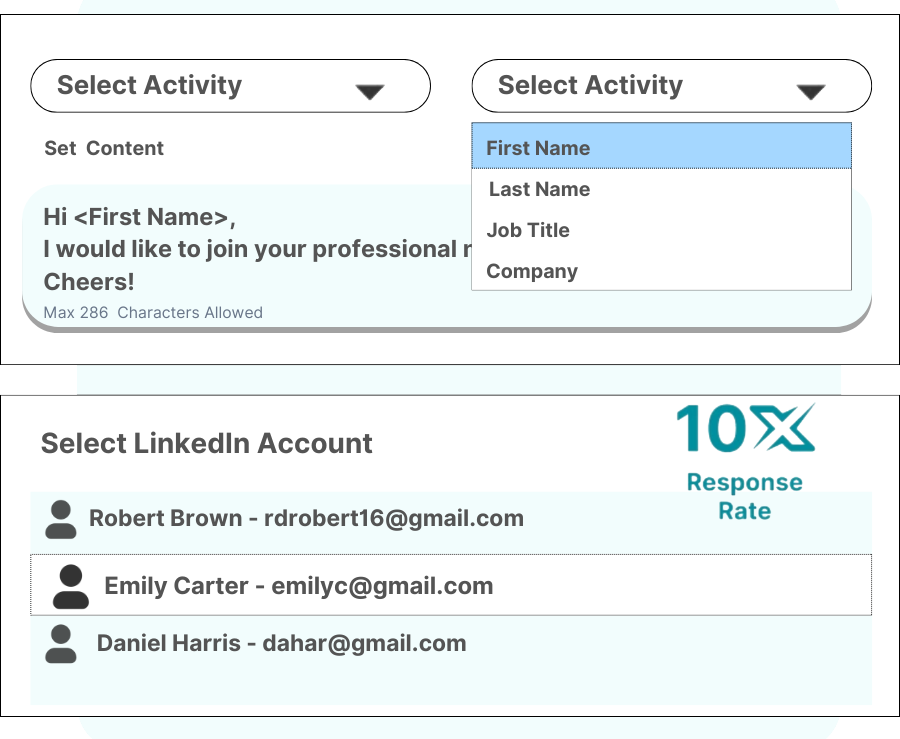 Select Activity
Select Activity
Set Content
First Name
Last Name
Job Title
Company
Hi <First Name>,
I would like to join your professional
Cheers!
Max 286 Characters Allowed
Select LinkedIn Account
10X
Response
Rate
Robert Brown - rdrobert16@gmail.com
Emily Carter - emilyc@gmail.com
Daniel Harris - dahar@gmail.com